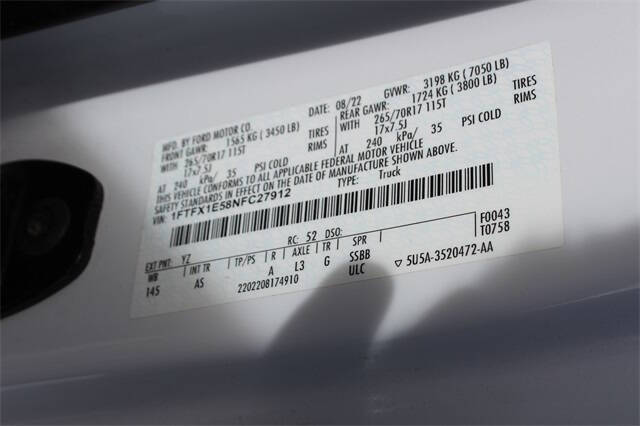 MFD. BY FORD MOTOR CO. DATE: 08/22 GVWR: 3198 KG ( 7050 LB)
FRONT GAWR: 1565 KG ( 3450 LB) REAR GAWR: 1724 KG ( 3800 LB)
WITH 265/70R17 115T TIRES WITH 265/70R17 115T TIRES
17x7.5J RIMS 17x7.5J RIMS
AT 240 kPa/ 35 PSI COLD AT 240 kPa/ 35 PSI COLD
THIS VEHICLE CONFORMS TO ALL APPLICABLE FEDERAL MOTOR VEHICLE
SAFETY STANDARDS IN EFFECT ON THE DATE OF MANUFACTURE SHOWN ABOVE.
VIN: 1FTFX1E58NFC27912 TYPE: Truck
F0043
T0758
EXT PNT: YZ RC: 52 DSO:
WB INT TR TP/PS R AXLE TR SPR
145 AS A L3 G SSBB
2202208174910 ULC ▽ 5U5A-3520472-AA